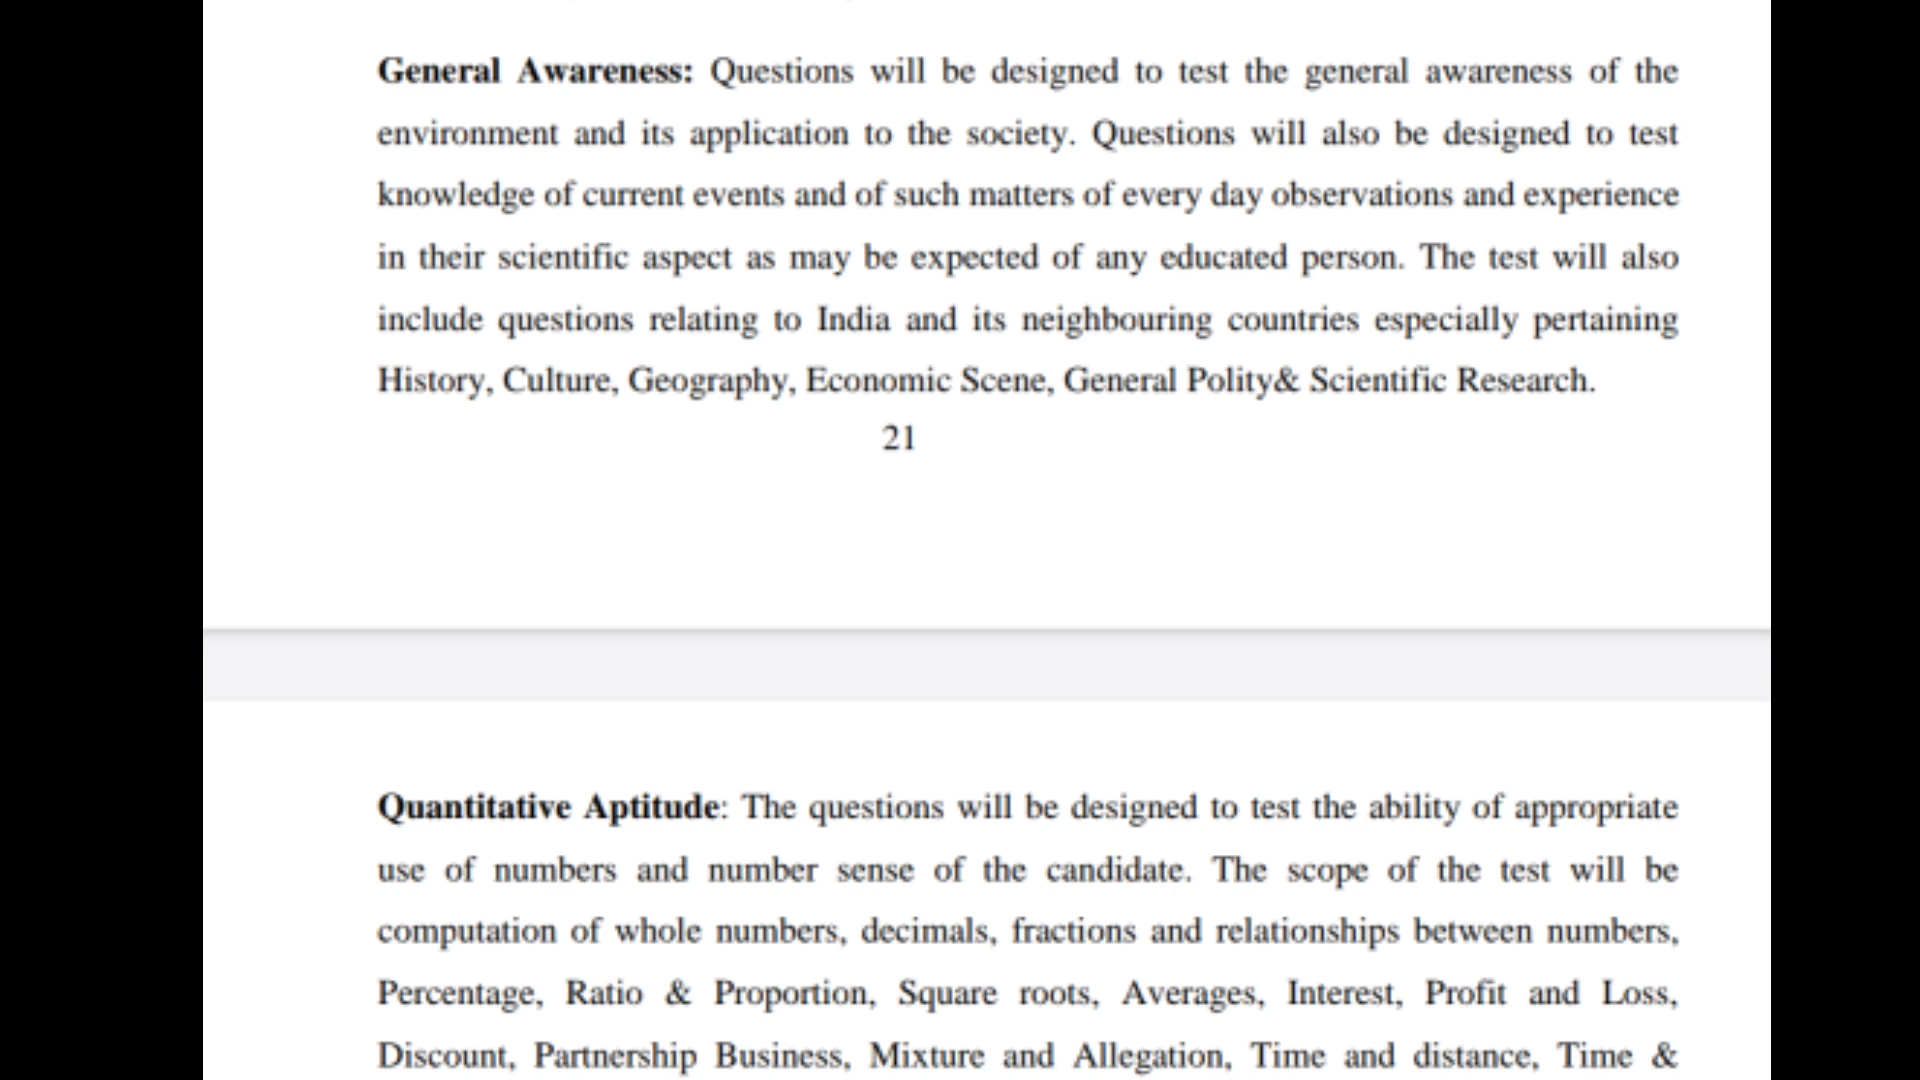 General Awareness: Questions will be designed to test the general awareness of the
environment and its application to the society. Questions will also be designed to test
knowledge of current events and of such matters of every day observations and experience
in their scientific aspect as may be expected of any educated person. The test will also
include questions relating to India and its neighbouring countries especially pertaining
History, Culture, Geography, Economic Scene, General Polity& Scientific Research.
21
Quantitative Aptitude: The questions will be designed to test the ability of appropriate
use of numbers and number sense of the candidate. The scope of the test will be
computation of whole numbers, decimals, fractions and relationships between numbers,
Percentage, Ratio & Proportion, Square roots, Averages, Interest, Profit and Loss,
Discount, Partnership Business, Mixture and Allegation, Time and distance, Time &